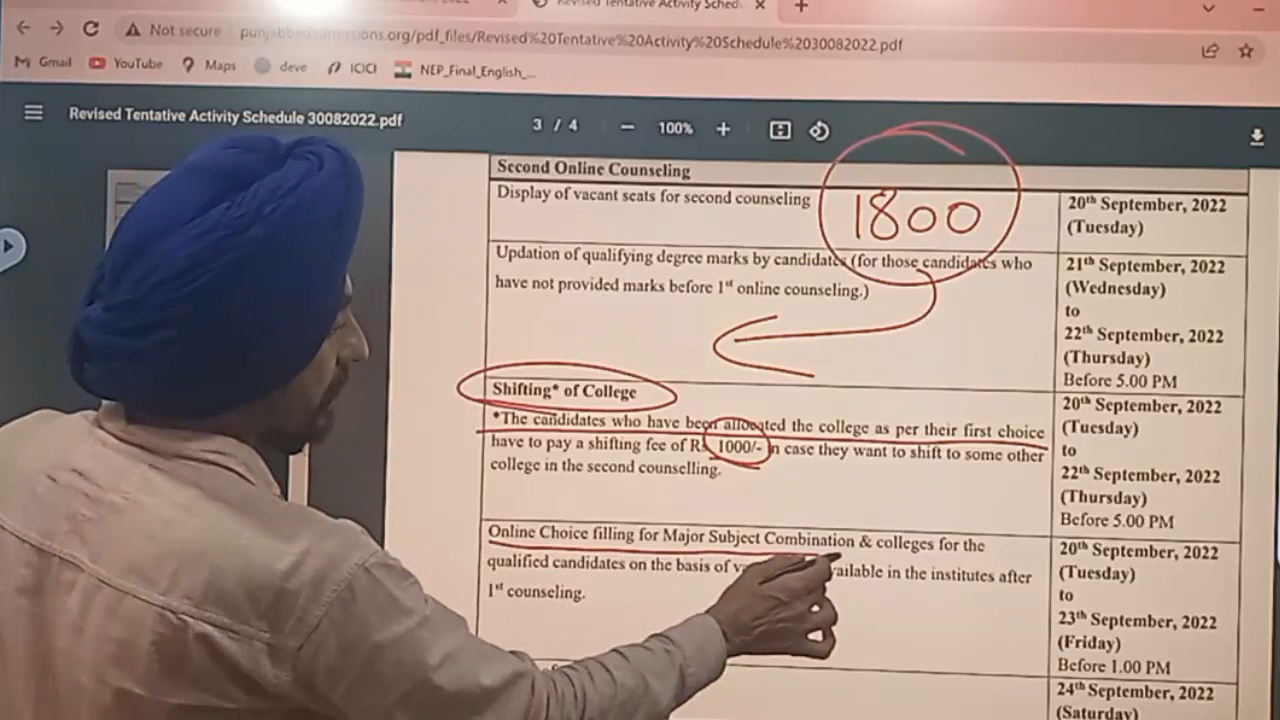 Revised Tentative Activity Sched
Not secure punjabbedadmissions.org/pdf_files/Revised%20Tentative%20Activity%20Schedule%2030082022.pdf
Gmail YouTube Maps deve ICICI NEP_Final_English_...
Revised Tentative Activity Schedule 30082022.pdf
3 / 4 100%
Second Online Counseling
Display of vacant seats for second counseling
1800
20th September, 2022
(Tuesday)
Updation of qualifying degree marks by candidates (for those candidates who
have not provided marks before 1st online counseling.)
21th September, 2022
(Wednesday)
to
22th September, 2022
(Thursday)
Before 5.00 PM
Shifting* of College
*The candidates who have been allocated the college as per their first choice
have to pay a shifting fee of Rs 1000/- in case they want to shift to some other
college in the second counselling.
20th September, 2022
(Tuesday)
to
22th September, 2022
(Thursday)
Before 5.00 PM
Online Choice filling for Major Subject Combination & colleges for the
qualified candidates on the basis of available in the institutes after
1st counseling.
20th September, 2022
(Tuesday)
to
23th September, 2022
(Friday)
Before 1.00 PM
24th September, 2022
(Saturday)